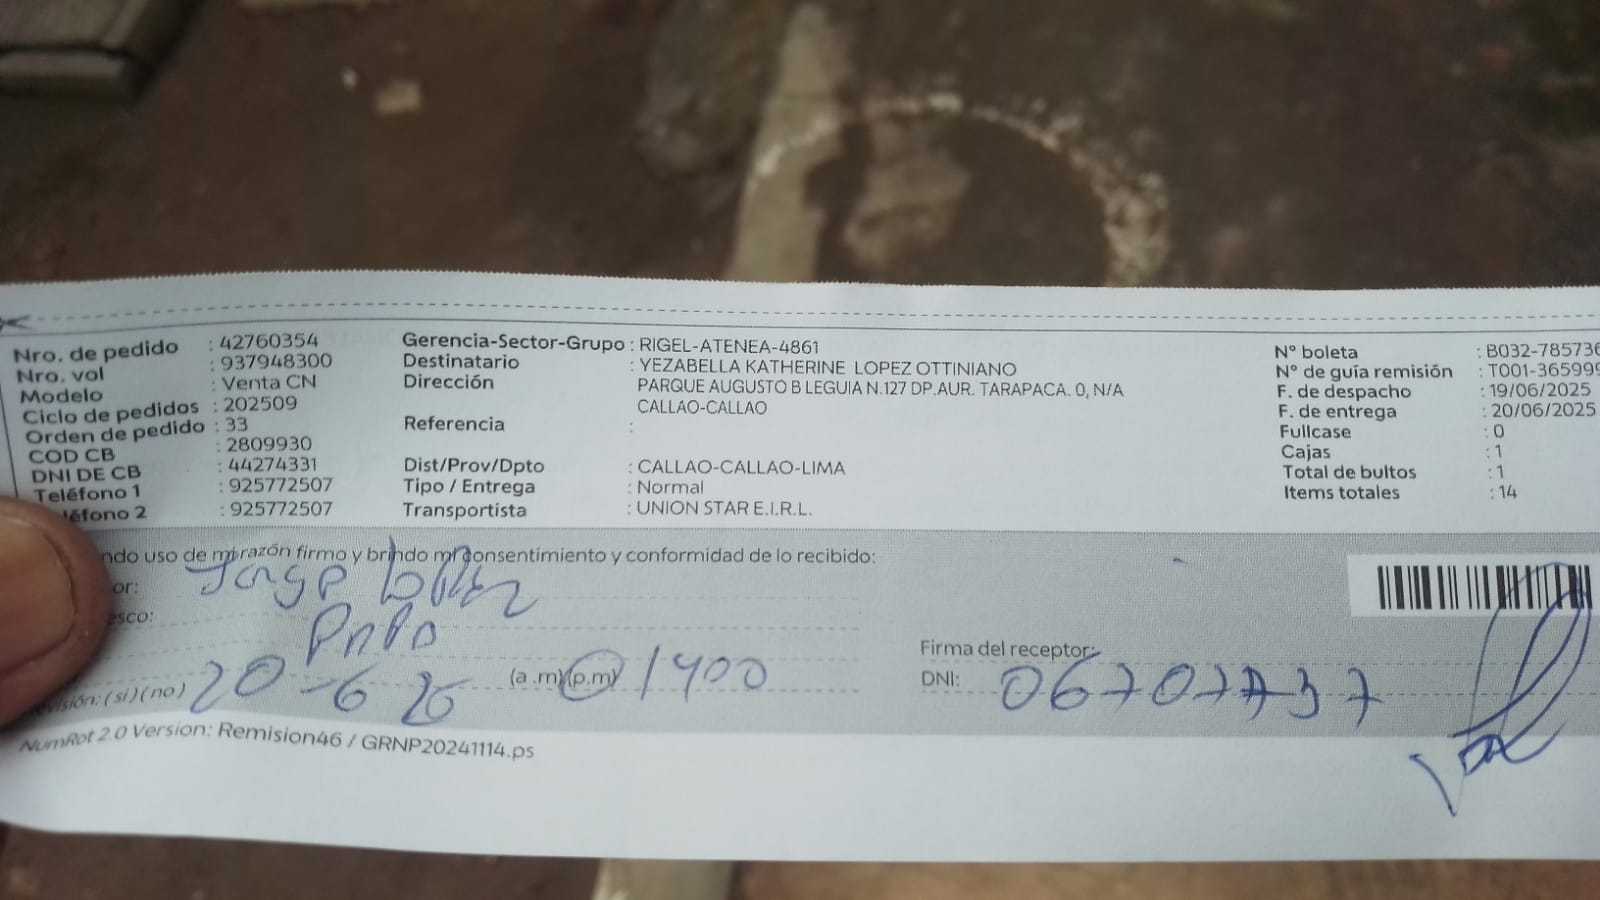 Nro. de pedido : 42760354
Nro. vol : 937948300
Modelo : Venta CN
Ciclo de pedidos : 202509
Orden de pedido : 33
COD CB : 2809930
DNI DE CB : 44274331
Teléfono 1 : 925772507
léfono 2 : 925772507
Gerencia-Sector-Grupo : RIGEL-ATENEA-4861
Destinatario : YEZABELLA KATHERINE LOPEZ OTTINIANO
Dirección PARQUE AUGUSTO B LEGUIA N.127 DP.AUR. TARAPACA. 0, N/A
CALLAO-CALLAO
Referencia :
Dist/Prov/Dpto : CALLAO-CALLAO-LIMA
Tipo / Entrega : Normal
Transportista : UNION STAR E.I.R.L.
N° boleta : B032-785736
N° de guía remisión : T001-365999
F. de despacho : 19/06/2025
F. de entrega : 20/06/2025
Fullcase : 0
Cajas : 1
Total de bultos : 1
Items totales : 14
ndo uso de mi razón firmo y brindo mi consentimiento y conformidad de lo recibido:
or: Jorge
esco: PAPA
visión: (si) (no) 20-6 25 (a .m) (p.m) 1400
Firma del receptor:
DNI:
NumRot 2.0 Version: Remision46 / GRNP20241114.ps